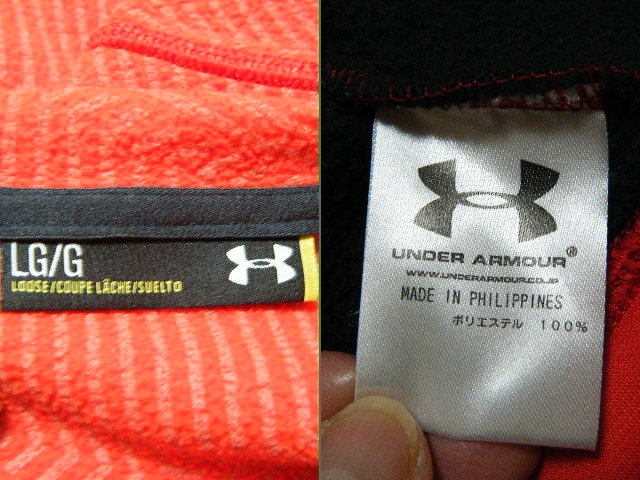 LG/G
LOOSE/COUPE LÂCHE/SUELTO
UNDER ARMOUR®
WWW.UNDERARMOUR.CO.JP
MADE IN PHILIPPINES
ポリエステル 100%